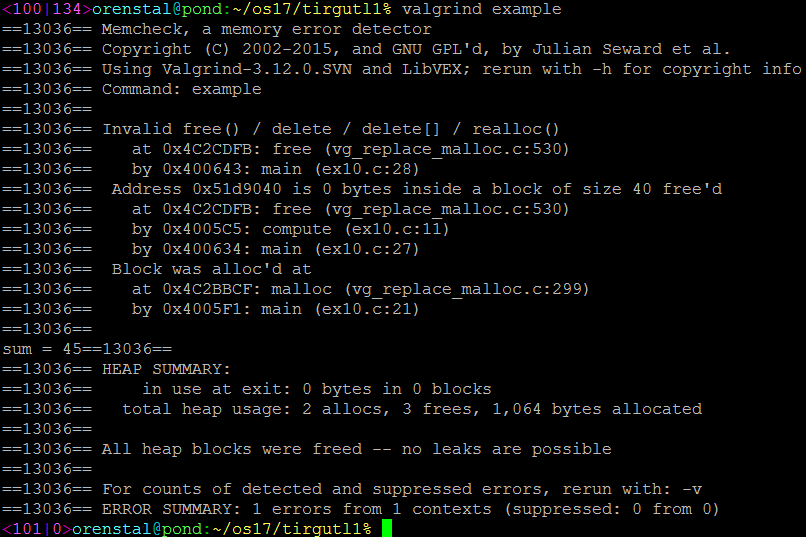 <100|134>orenstal@pond:~/os17/tirgutl1% valgrind example
==13036== Memcheck, a memory error detector
==13036== Copyright (C) 2002-2015, and GNU GPL'd, by Julian Seward et al.
==13036== Using Valgrind-3.12.0.SVN and LibVEX; rerun with -h for copyright info
==13036== Command: example
==13036==
==13036== Invalid free() / delete / delete[] / realloc()
==13036==    at 0x4C2CDFB: free (vg_replace_malloc.c:530)
==13036==    by 0x400643: main (ex10.c:28)
==13036==  Address 0x51d9040 is 0 bytes inside a block of size 40 free'd
==13036==    at 0x4C2CDFB: free (vg_replace_malloc.c:530)
==13036==    by 0x4005C5: compute (ex10.c:11)
==13036==    by 0x400634: main (ex10.c:27)
==13036==  Block was alloc'd at
==13036==    at 0x4C2BBCF: malloc (vg_replace_malloc.c:299)
==13036==    by 0x4005F1: main (ex10.c:21)
==13036==
sum = 45==13036==
==13036== HEAP SUMMARY:
==13036==     in use at exit: 0 bytes in 0 blocks
==13036==   total heap usage: 2 allocs, 3 frees, 1,064 bytes allocated
==13036==
==13036== All heap blocks were freed -- no leaks are possible
==13036==
==13036== For counts of detected and suppressed errors, rerun with: -v
==13036== ERROR SUMMARY: 1 errors from 1 contexts (suppressed: 0 from 0)
<101|0>orenstal@pond:~/os17/tirgutl1%